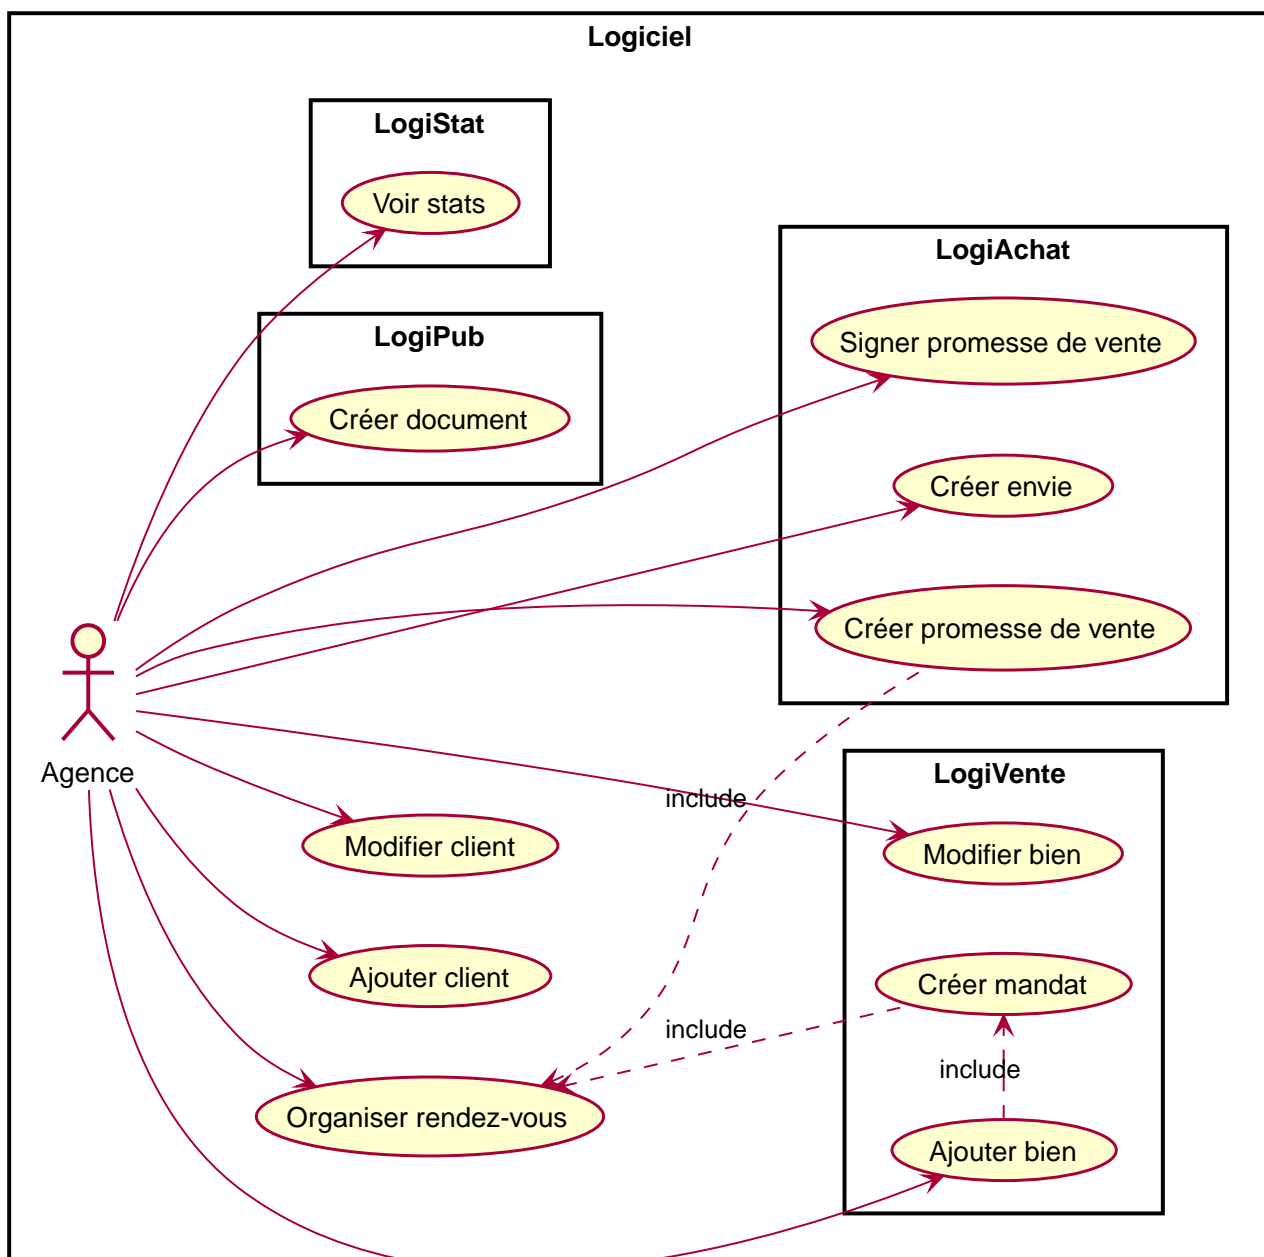 Logiciel
LogiStat
Voir stats
LogiAchat
LogiPub
Signer promesse de vente
Créer document
Créer envie
Créer promesse de vente
Agence
LogiVente
include
Modifier client
Modifier bien
Ajouter client
Créer mandat
include
include
Organiser rendez-vous
Ajouter bien